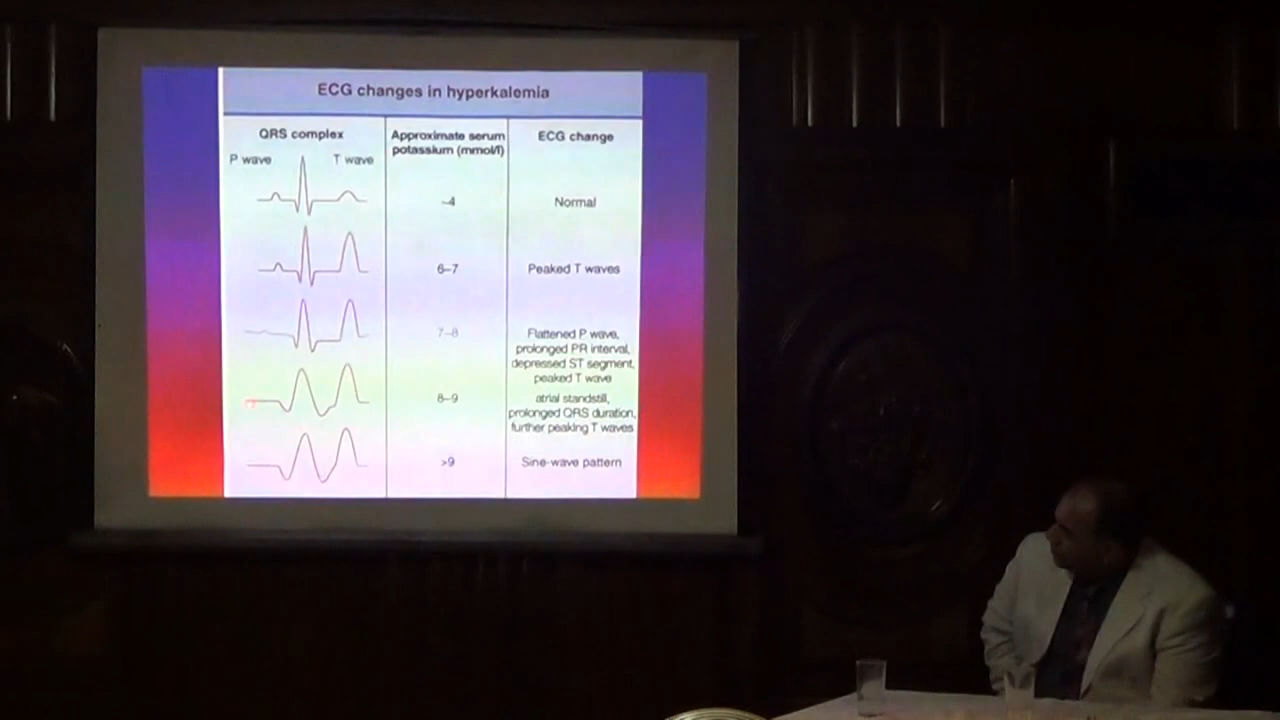 ECG changes in hyperkalemia
QRS complex
Approximate serum
potassium (mmol/l)
ECG change
P wave
T wave
~4
Normal
6–7
Peaked T waves
7–8
Flattened P wave,
prolonged PR interval,
depressed ST segment,
peaked T wave
8–9
atrial standstill,
prolonged QRS duration,
further peaking T waves
>9
Sine-wave pattern